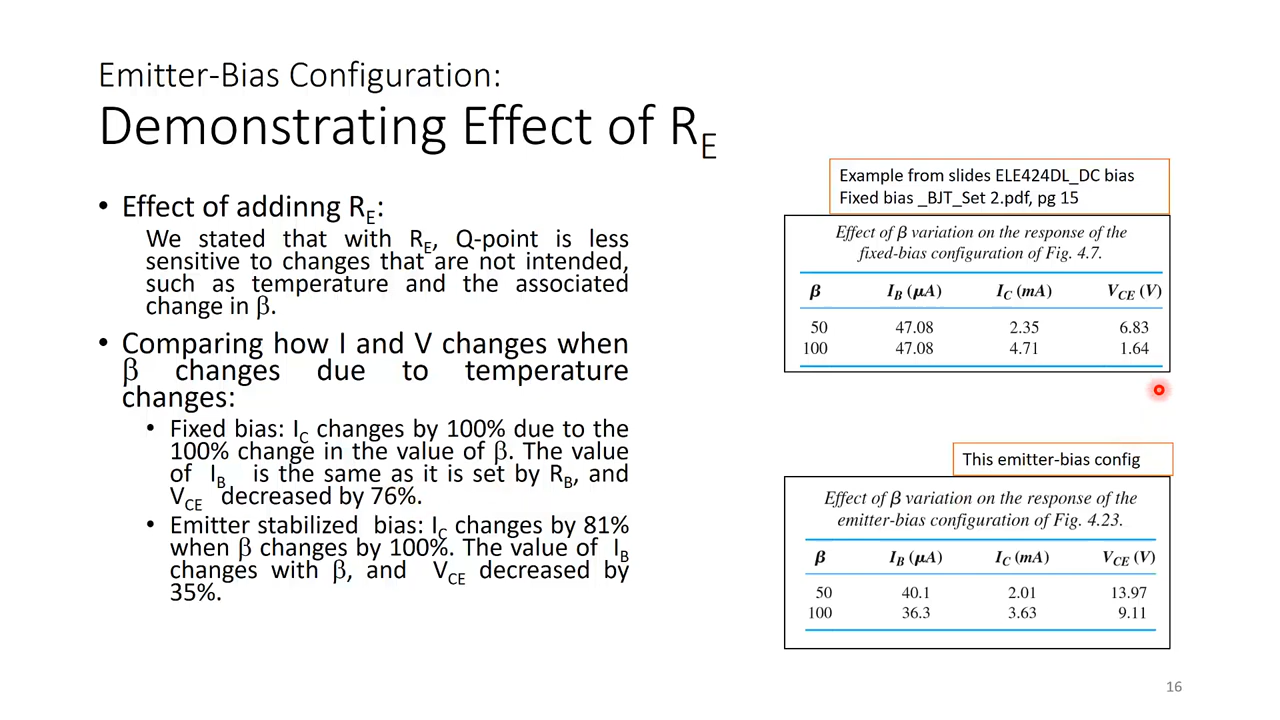 Emitter-Bias Configuration:
Demonstrating Effect of RE
• Effect of addinng RE:
We stated that with RE, Q-point is less
sensitive to changes that are not intended,
such as temperature and the associated
change in β.
• Comparing how I and V changes when
β changes due to temperature
changes:
• Fixed bias: IC changes by 100% due to the
100% change in the value of β. The value
of IB is the same as it is set by RB, and
VCE decreased by 76%.
• Emitter stabilized bias: IC changes by 81%
when β changes by 100%. The value of IB
changes with β, and VCE decreased by
35%.
Example from slides ELE424DL_DC bias
Fixed bias _BJT_Set 2.pdf, pg 15
Effect of β variation on the response of the
fixed-bias configuration of Fig. 4.7.
β IB (μA) IC (mA) VCE (V)
50 47.08 2.35 6.83
100 47.08 4.71 1.64
This emitter-bias config
Effect of β variation on the response of the
emitter-bias configuration of Fig. 4.23.
β IB (μA) IC (mA) VCE (V)
50 40.1 2.01 13.97
100 36.3 3.63 9.11
16